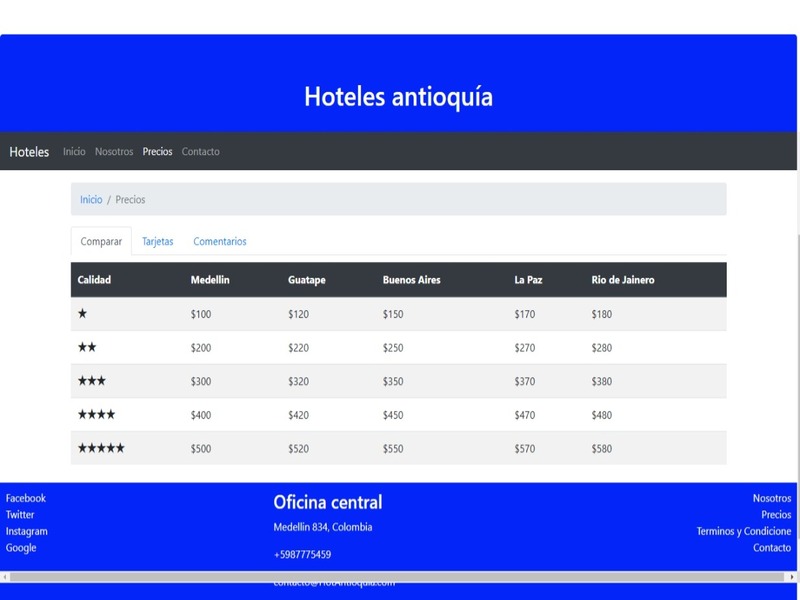 Hoteles antioquía
Hoteles Inicio Nosotros Precios Contacto
Inicio / Precios
Comparar Tarjetas Comentarios
Calidad Medellin Guatape Buenos Aires La Paz Rio de Jainero
★ $100 $120 $150 $170 $180
★★ $200 $220 $250 $270 $280
★★★ $300 $320 $350 $370 $380
★★★★ $400 $420 $450 $470 $480
★★★★★ $500 $520 $550 $570 $580
Facebook
Twitter
Instagram
Google
Oficina central
Medellin 834, Colombia
+5987775459
Nosotros
Precios
Terminos y Condicione
Contacto